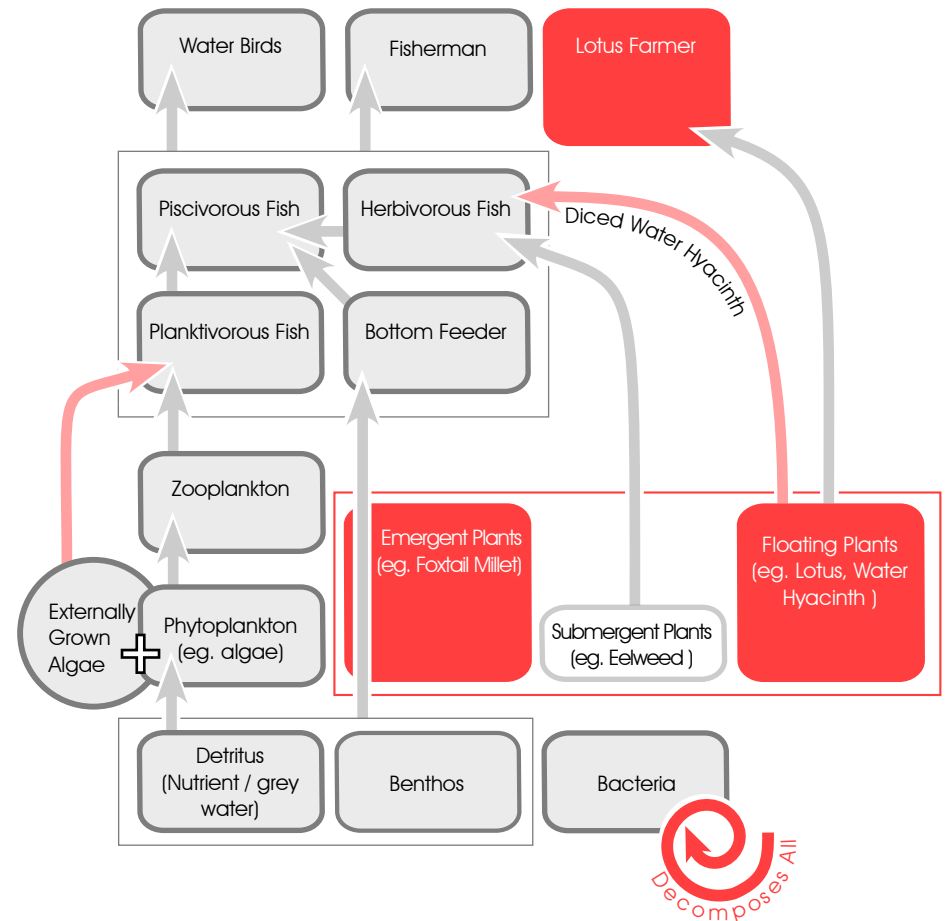 Water Birds
Fisherman
Lotus Farmer
Piscivorous Fish
Herbivorous Fish
Diced Water Hyacinth
Planktivorous Fish
Bottom Feeder
Zooplankton
Emergent Plants
(eg. Foxtail Millet)
Floating Plants
(eg. Lotus, Water
Hyacinth )
Externally
Grown
Algae
Phytoplankton
(eg. algae)
Submergent Plants
(eg. Eelweed )
Detritus
(Nutrient / grey
water)
Benthos
Bacteria
Decomposes All